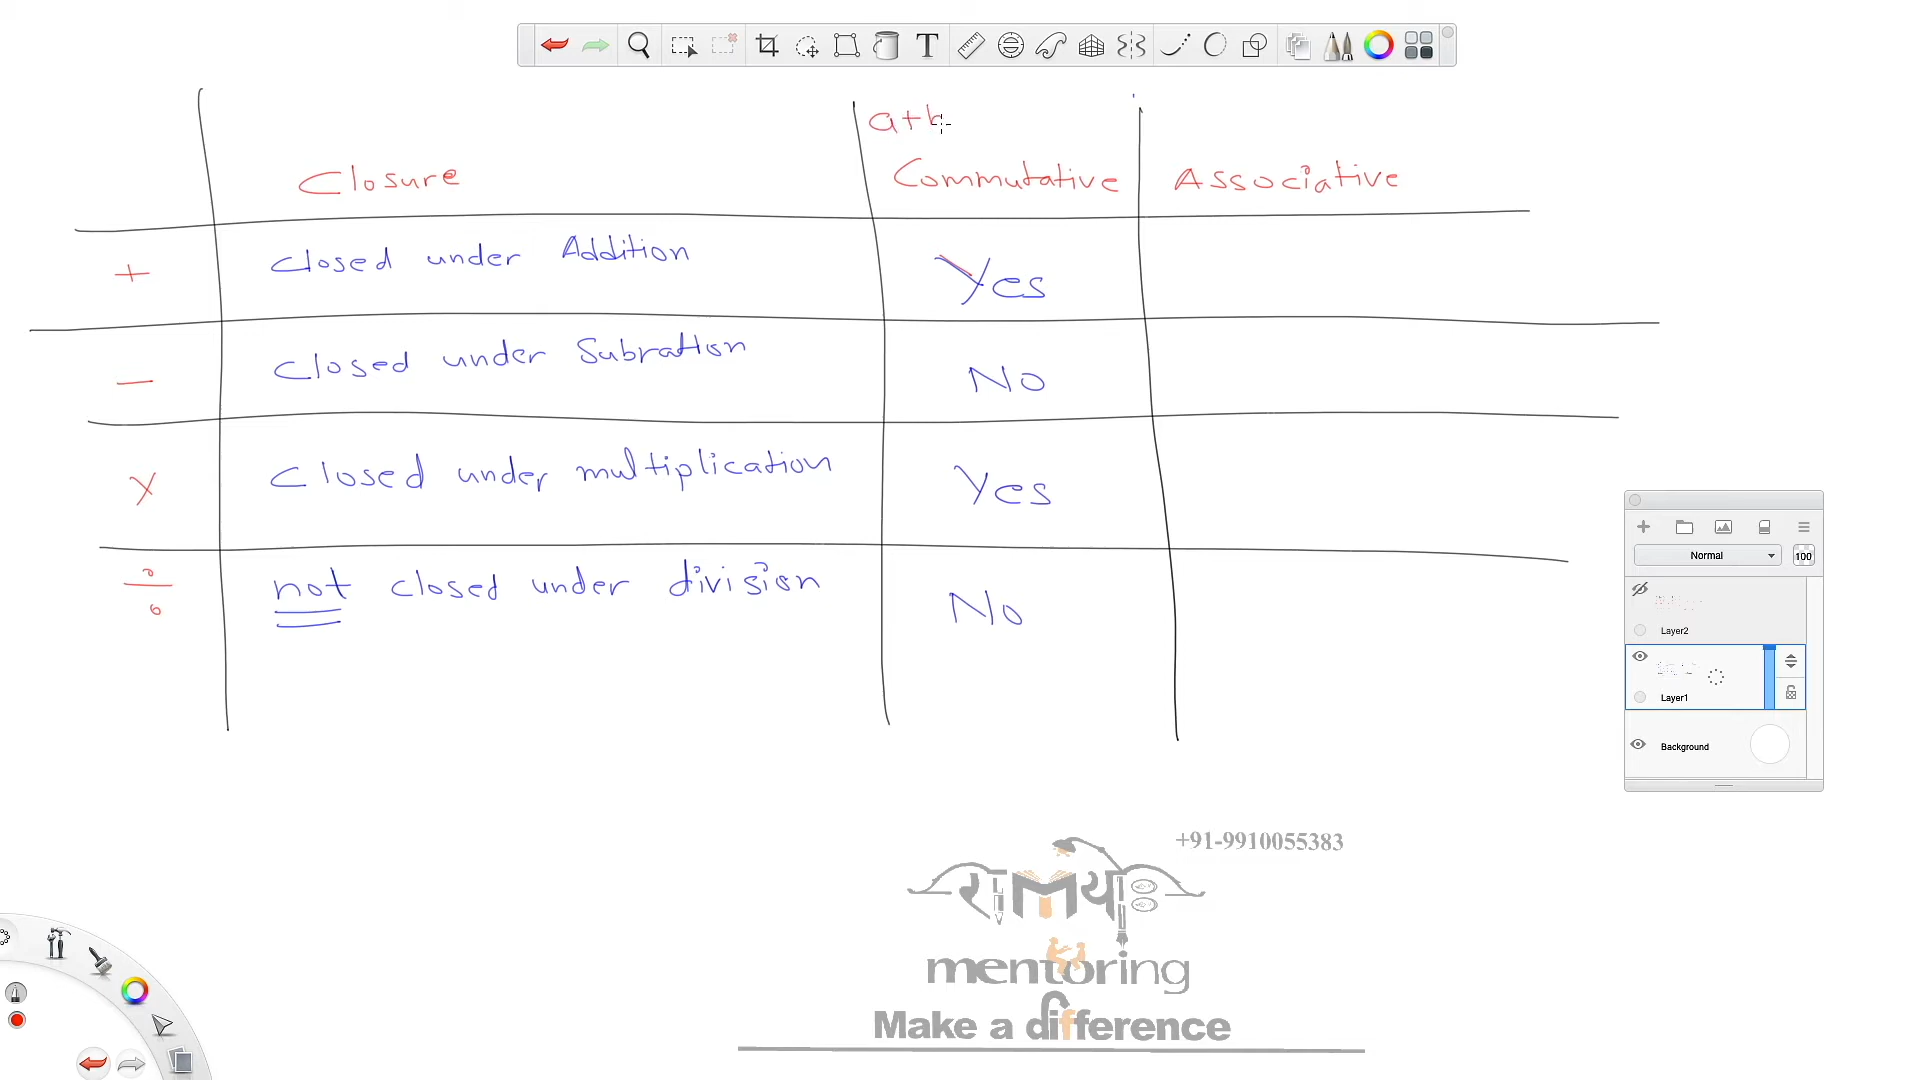 a+b
Closure Commutative Associative
+ Closed under Addition Yes
— Closed under Subration No
x Closed under multiplication Yes
÷ not closed under division No
Normal 100
Layer2
Layer1
Background
+91-9910055383
mentoring
Make a difference